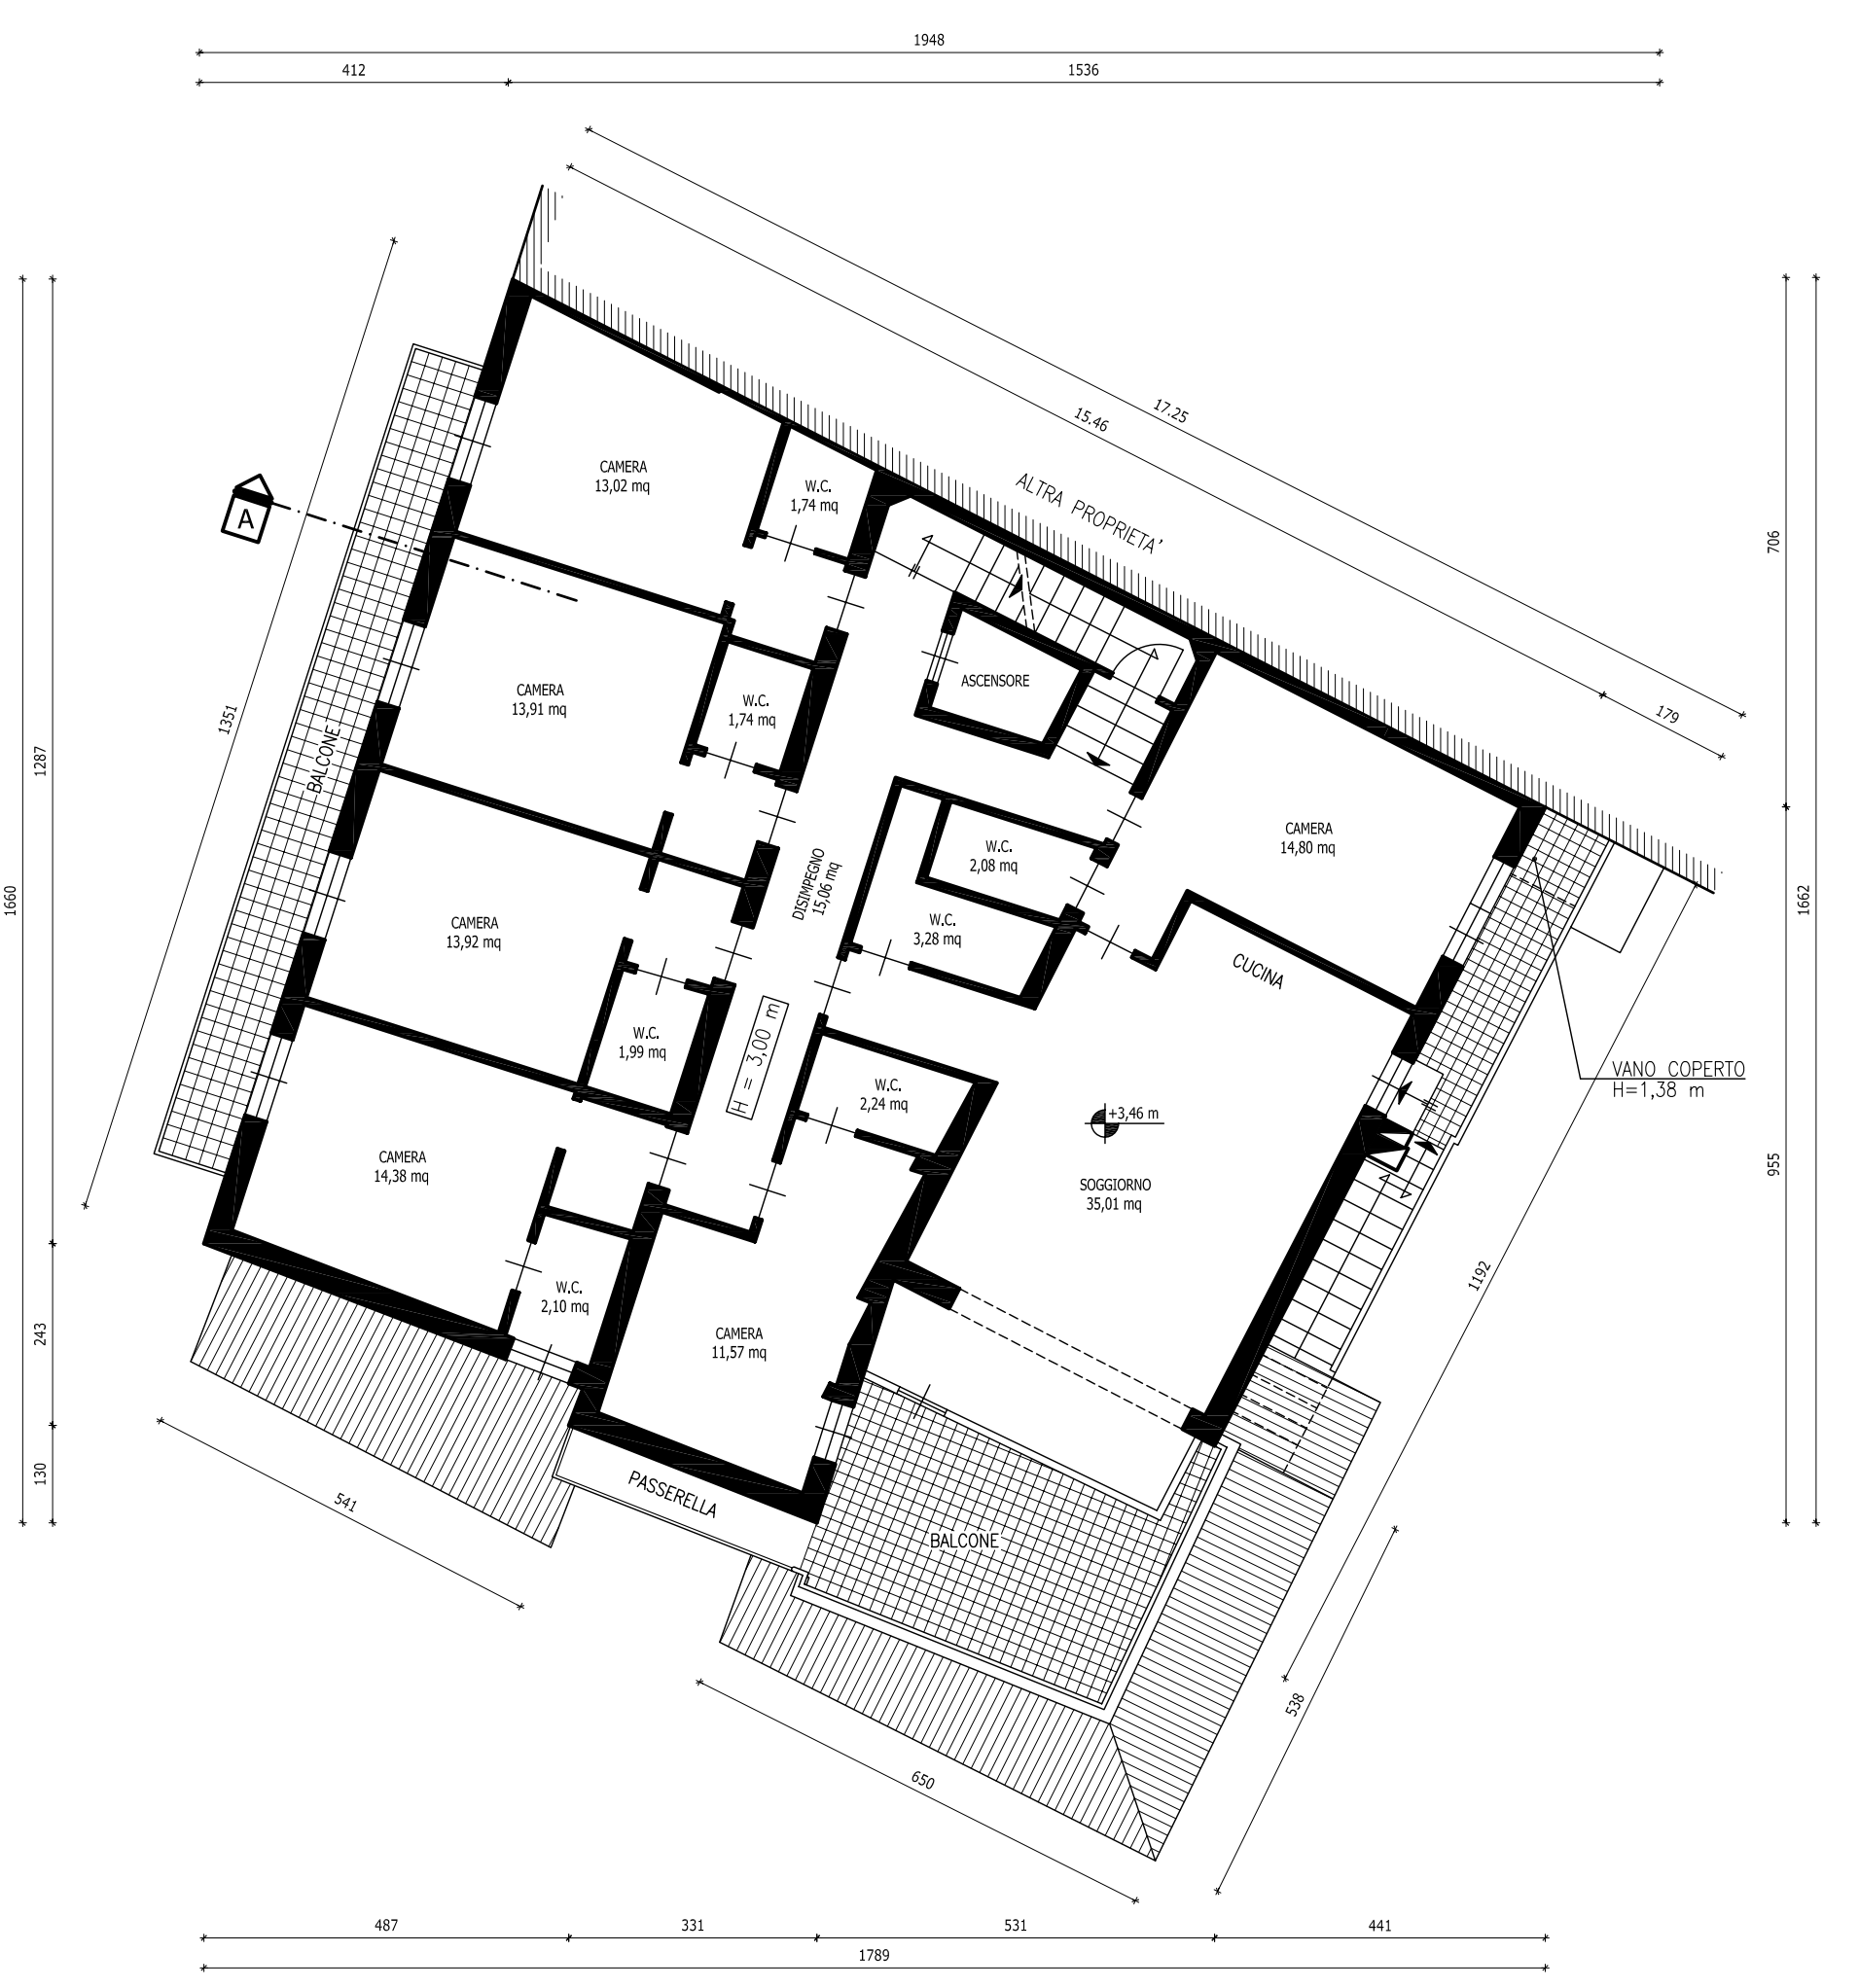 1948
412
1536
17.25
15.46
179
ALTRA PROPRIETA'
1351
1287
1660
243
130
706
1662
955
A
BALCONE
CAMERA
13,02 mq
W.C.
1,74 mq
CAMERA
13,91 mq
W.C.
1,74 mq
ASCENSORE
CAMERA
13,92 mq
W.C.
1,99 mq
DISIMPEGNO
15,06 mq
H = 3,00 m
W.C.
2,08 mq
W.C.
3,28 mq
CAMERA
14,80 mq
CUCINA
VANO COPERTO
H=1,38 m
W.C.
2,24 mq
+3,46 m
SOGGIORNO
35,01 mq
CAMERA
14,38 mq
W.C.
2,10 mq
CAMERA
11,57 mq
1192
PASSERELLA
BALCONE
541
650
538
487
331
531
441
1789